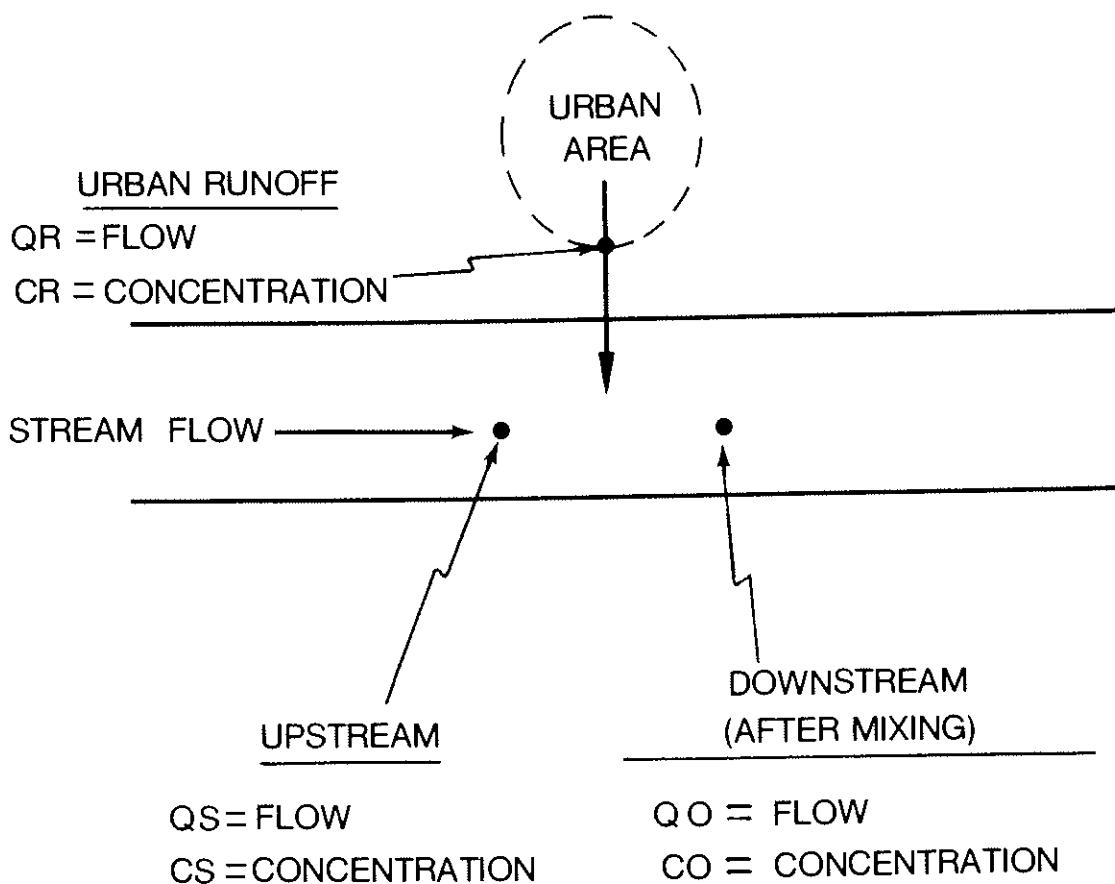 URBAN
AREA
URBAN RUNOFF
QR = FLOW
CR = CONCENTRATION
STREAM FLOW
UPSTREAM
QS = FLOW
CS = CONCENTRATION
DOWNSTREAM
(AFTER MIXING)
QO = FLOW
CO = CONCENTRATION